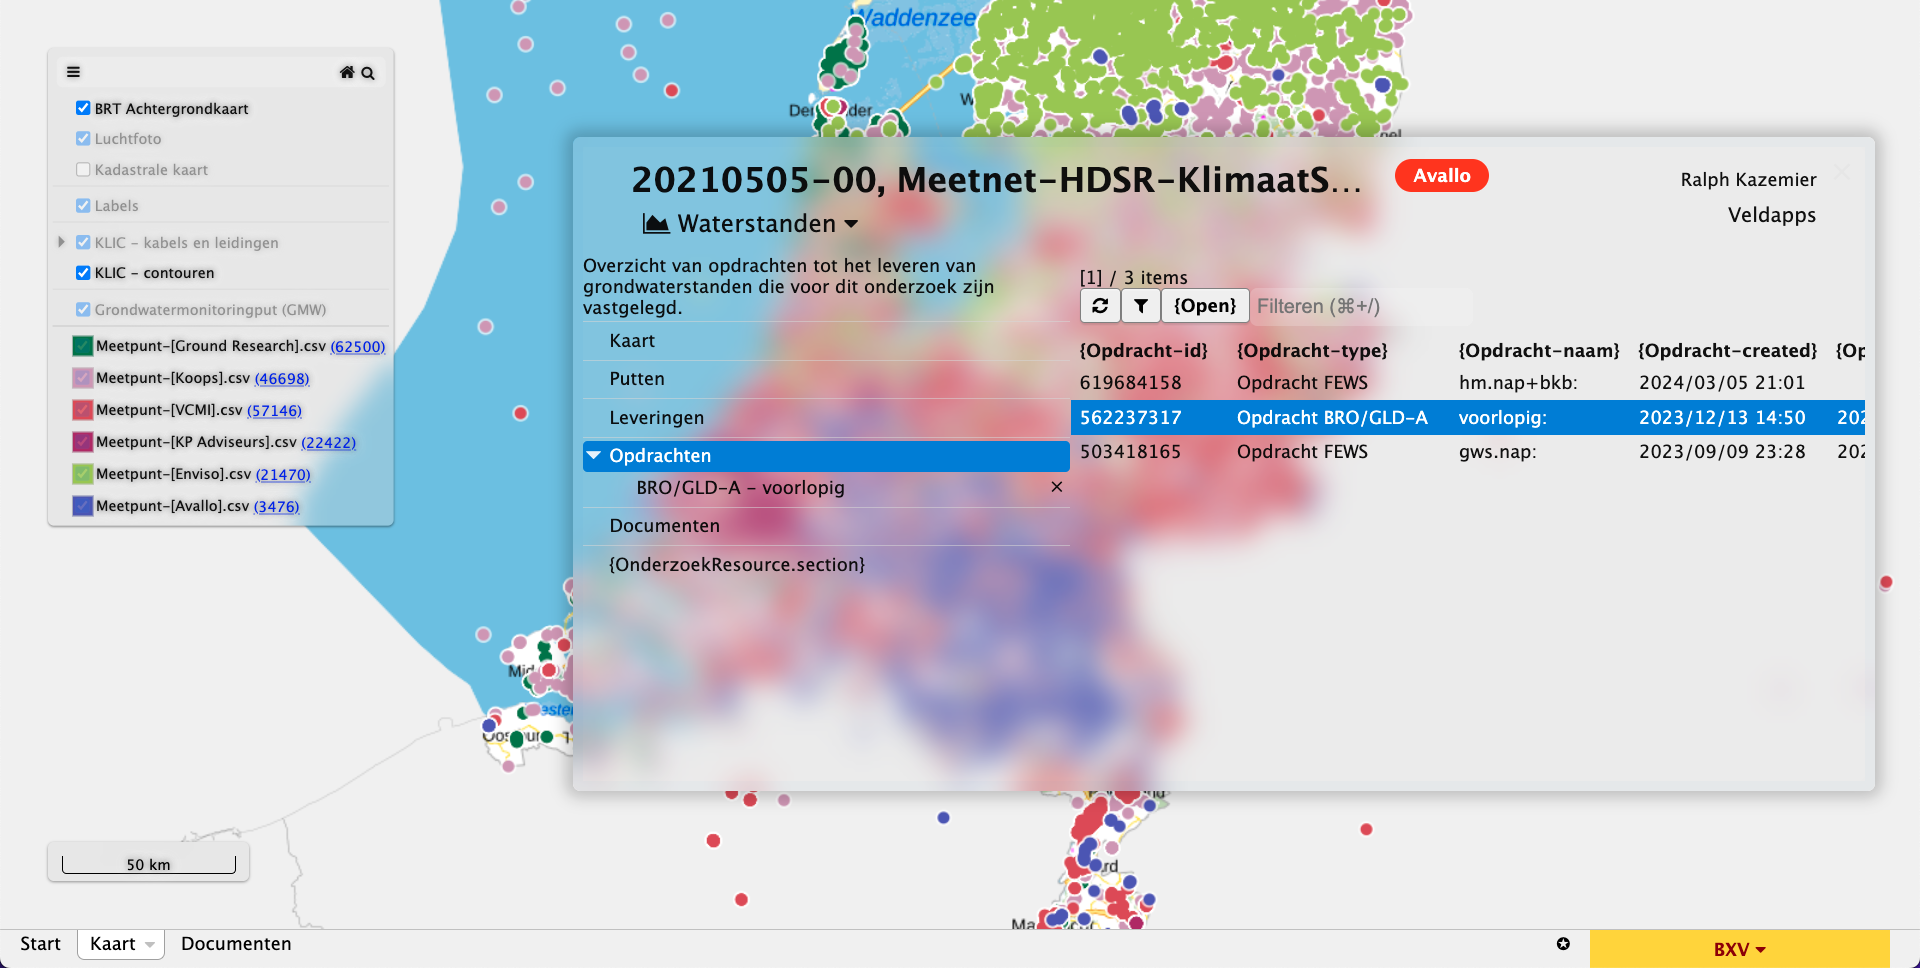 Waddenzee
BRT Achtergrondkaart
Luchtfoto
Kadastrale kaart
Labels
KLIC - kabels en leidingen
KLIC - contouren
Grondwatermonitoringput (GMW)
Meetpunt-[Ground Research].csv (62500)
Meetpunt-[Koops].csv (46698)
Meetpunt-[VCMI].csv (57146)
Meetpunt-[KP Adviseurs].csv (22422)
Meetpunt-[Enviso].csv (21470)
Meetpunt-[Avallo].csv (3476)
20210505-00, Meetnet-HDSR-KlimaatS...
Avallo
Ralph Kazemier
Veldapps
Waterstanden
Overzicht van opdrachten tot het leveren van
grondwaterstanden die voor dit onderzoek zijn
vastgelegd.
Kaart
Putten
Leveringen
Opdrachten
BRO/GLD-A - voorlopig ×
Documenten
{OnderzoekResource.section}
[1] / 3 items
{Open} Filteren (⌘+/)
{Opdracht-id} {Opdracht-type} {Opdracht-naam} {Opdracht-created} {Op
619684158 Opdracht FEWS hm.nap+bkb: 2024/03/05 21:01
562237317 Opdracht BRO/GLD-A voorlopig: 2023/12/13 14:50 202
503418165 Opdracht FEWS gws.nap: 2023/09/09 23:28 202
50 km
Start Kaart Documenten
BXV